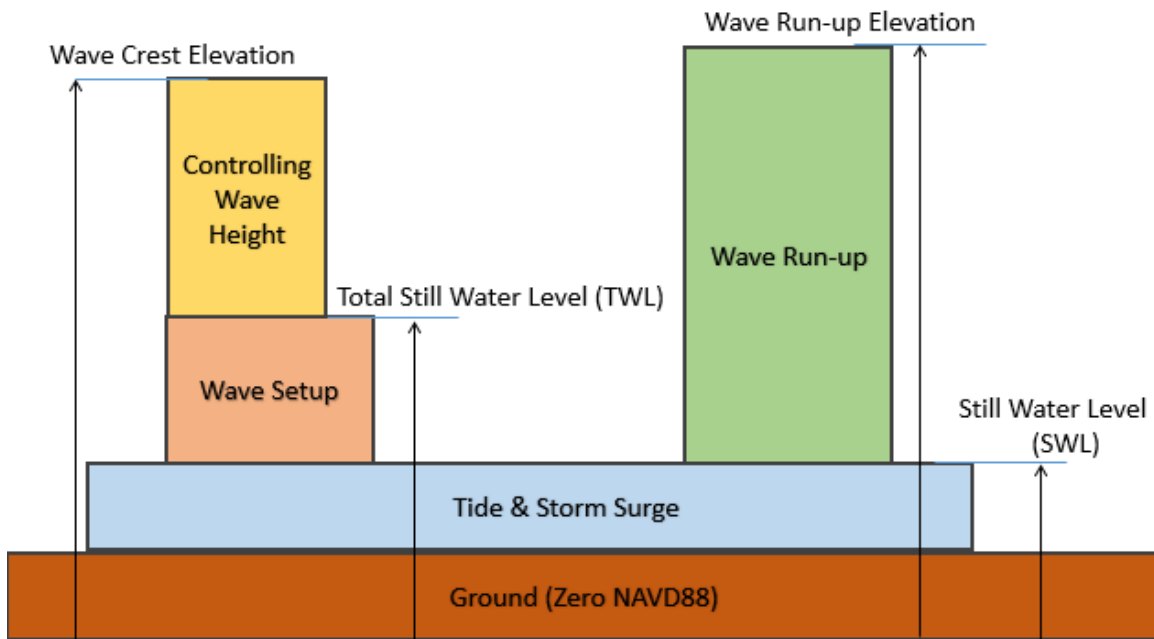 Wave Run-up Elevation
Wave Crest Elevation
Controlling
Wave
Height
Wave Run-up
Total Still Water Level (TWL)
Wave Setup
Still Water Level
(SWL)
Tide & Storm Surge
Ground (Zero NAVD88)